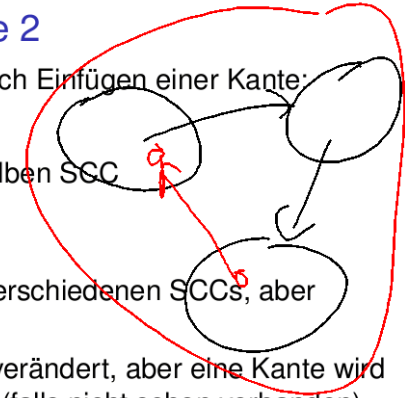 e 2
ch Einfügen einer Kante:
lben SCC
erschiedenen SCCs, aber
verändert, aber eine Kante wird
(falls nicht schon vorhanden)